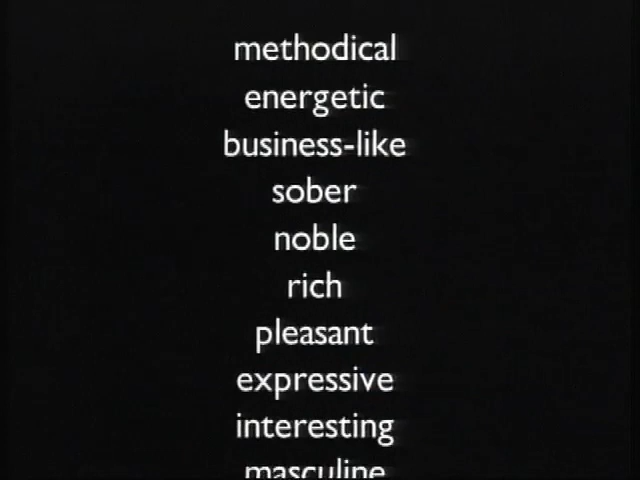 methodical
energetic
business-like
sober
noble
rich
pleasant
expressive
interesting
masculine